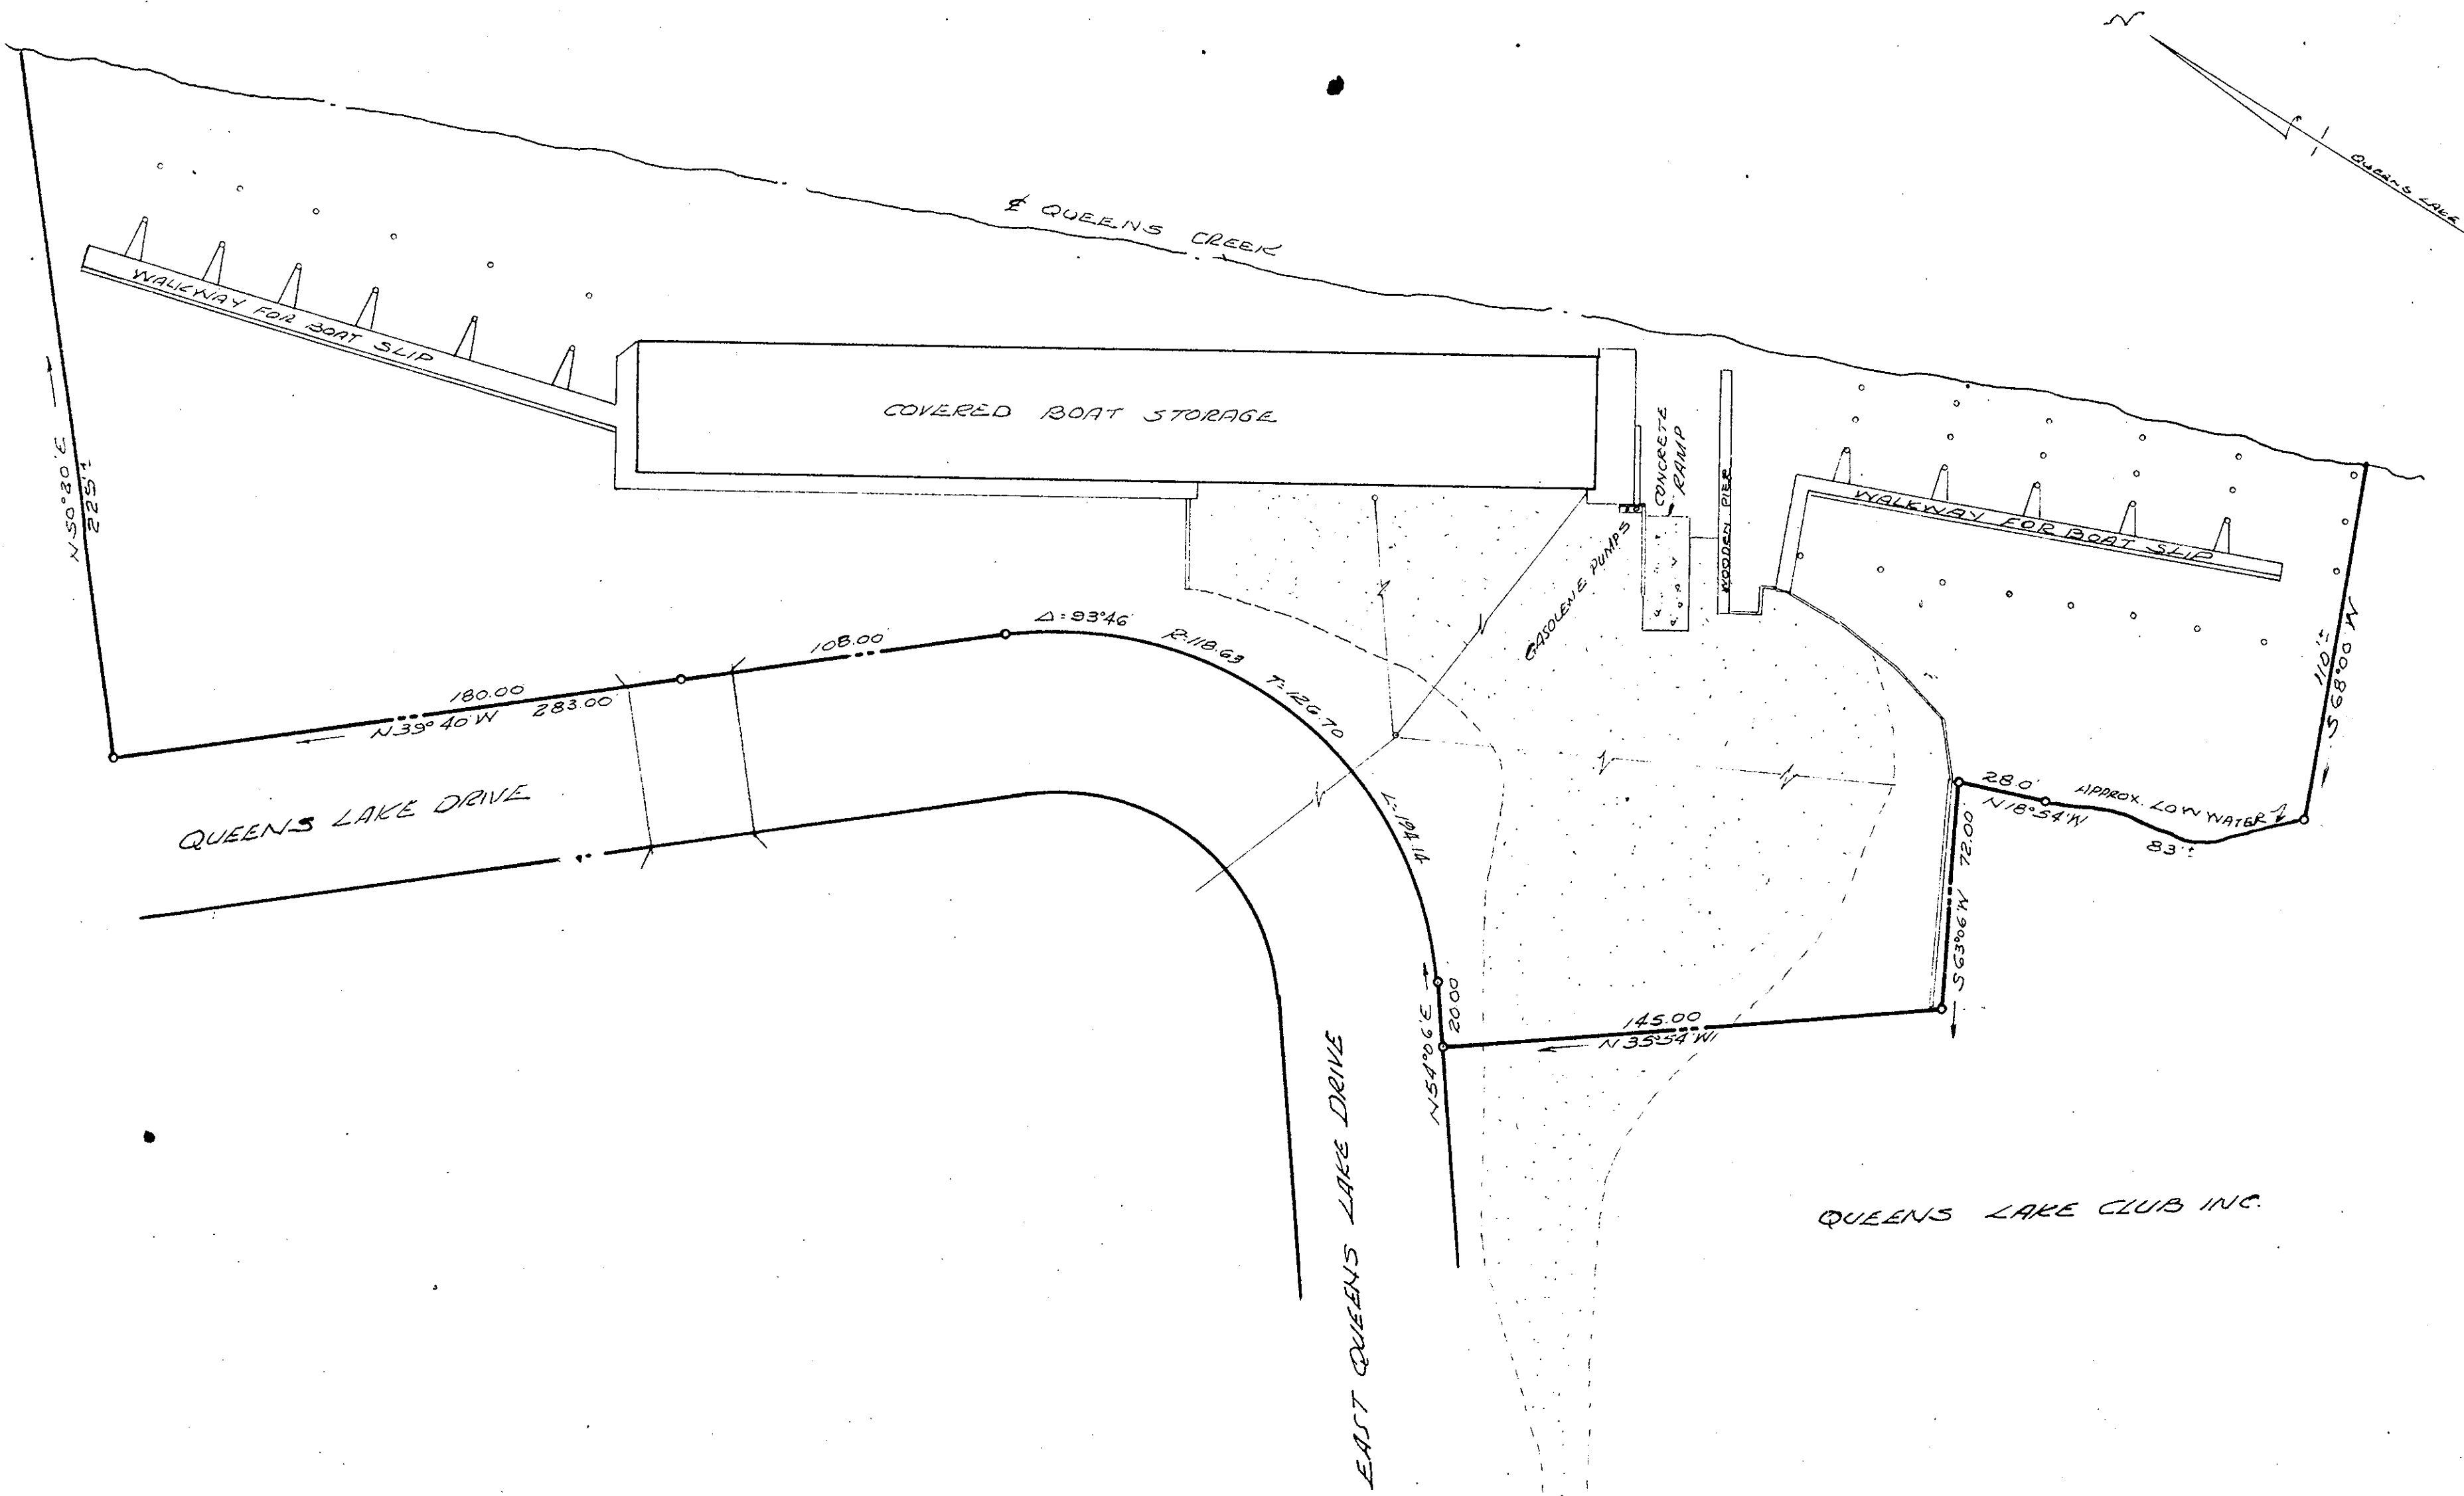 N
QUEENS LAKE
℄ QUEENS CREEK
WALKWAY FOR BOAT SLIP
COVERED BOAT STORAGE
CONCRETE
RAMP
WOODEN PIER
WALKWAY FOR BOAT SLIP
GASOLENE PUMPS
N50°20'E
225'±
Δ=93°46'
R=118.63
T=126.70
L=194.14
108.00
180.00
N39°40'W 283.00
QUEENS LAKE DRIVE
110'±
S68°00'W
28.0'
N18°54'W
APPROX. LOW WATER
83'±
S63°06'W 72.00
145.00
N35°54'W
N54°06'E
20.00
EAST QUEENS LAKE DRIVE
QUEENS LAKE CLUB INC.